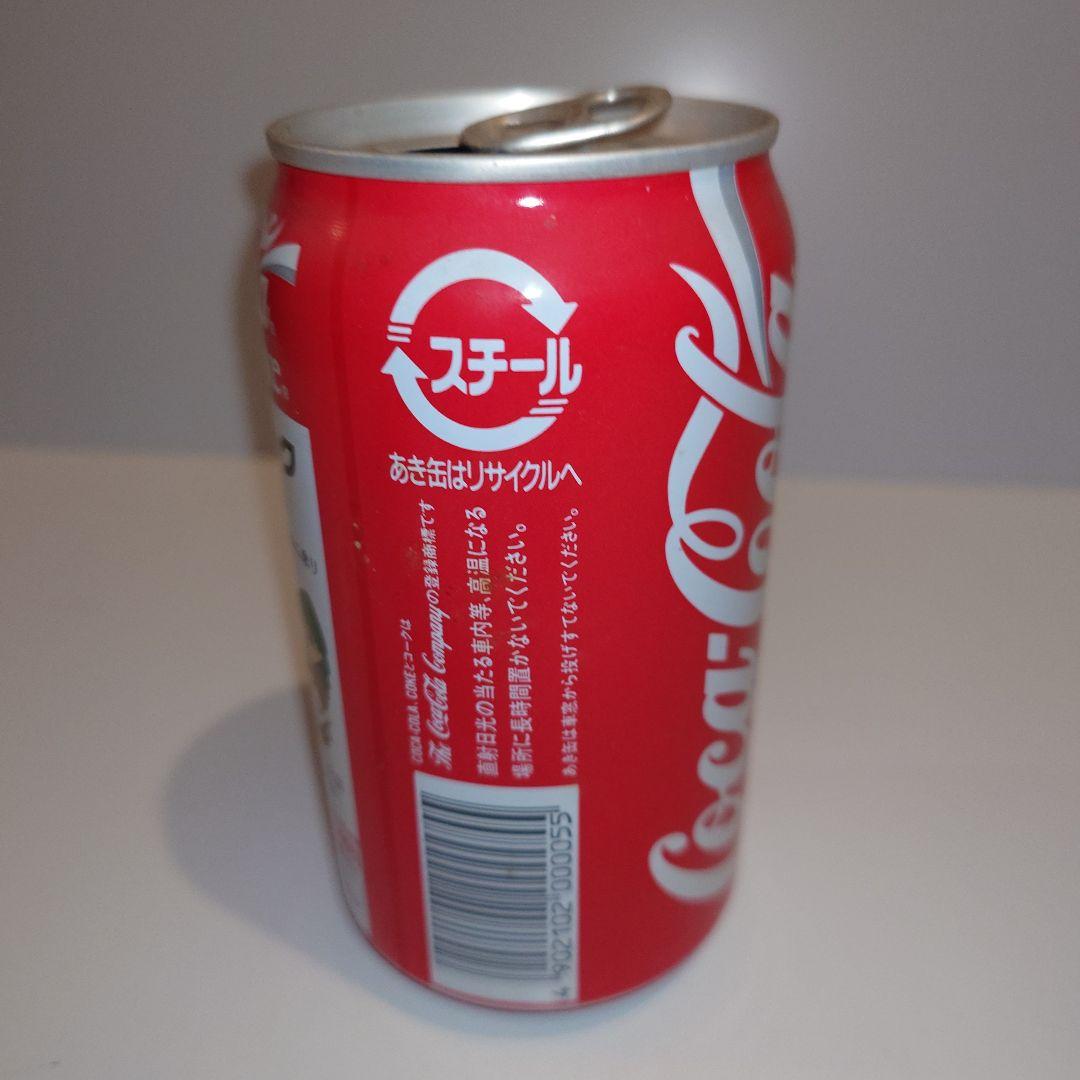 スチール
あき缶はリサイクルへ
COCA-COLA, COKEとコークは
The Coca-Cola Companyの登録商標です
直射日光の当たる車内等、高温になる
場所に長時間置かないでください。
あき缶は車窓から投げすてないでください。
4 902102 000055
Coca-Cola